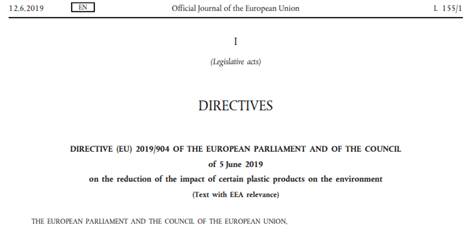 12.6.2019 EN Official Journal of the European Union L 155/1
I
(Legislative acts)
DIRECTIVES
DIRECTIVE (EU) 2019/904 OF THE EUROPEAN PARLIAMENT AND OF THE COUNCIL
of 5 June 2019
on the reduction of the impact of certain plastic products on the environment
(Text with EEA relevance)
THE EUROPEAN PARLIAMENT AND THE COUNCIL OF THE EUROPEAN UNION,